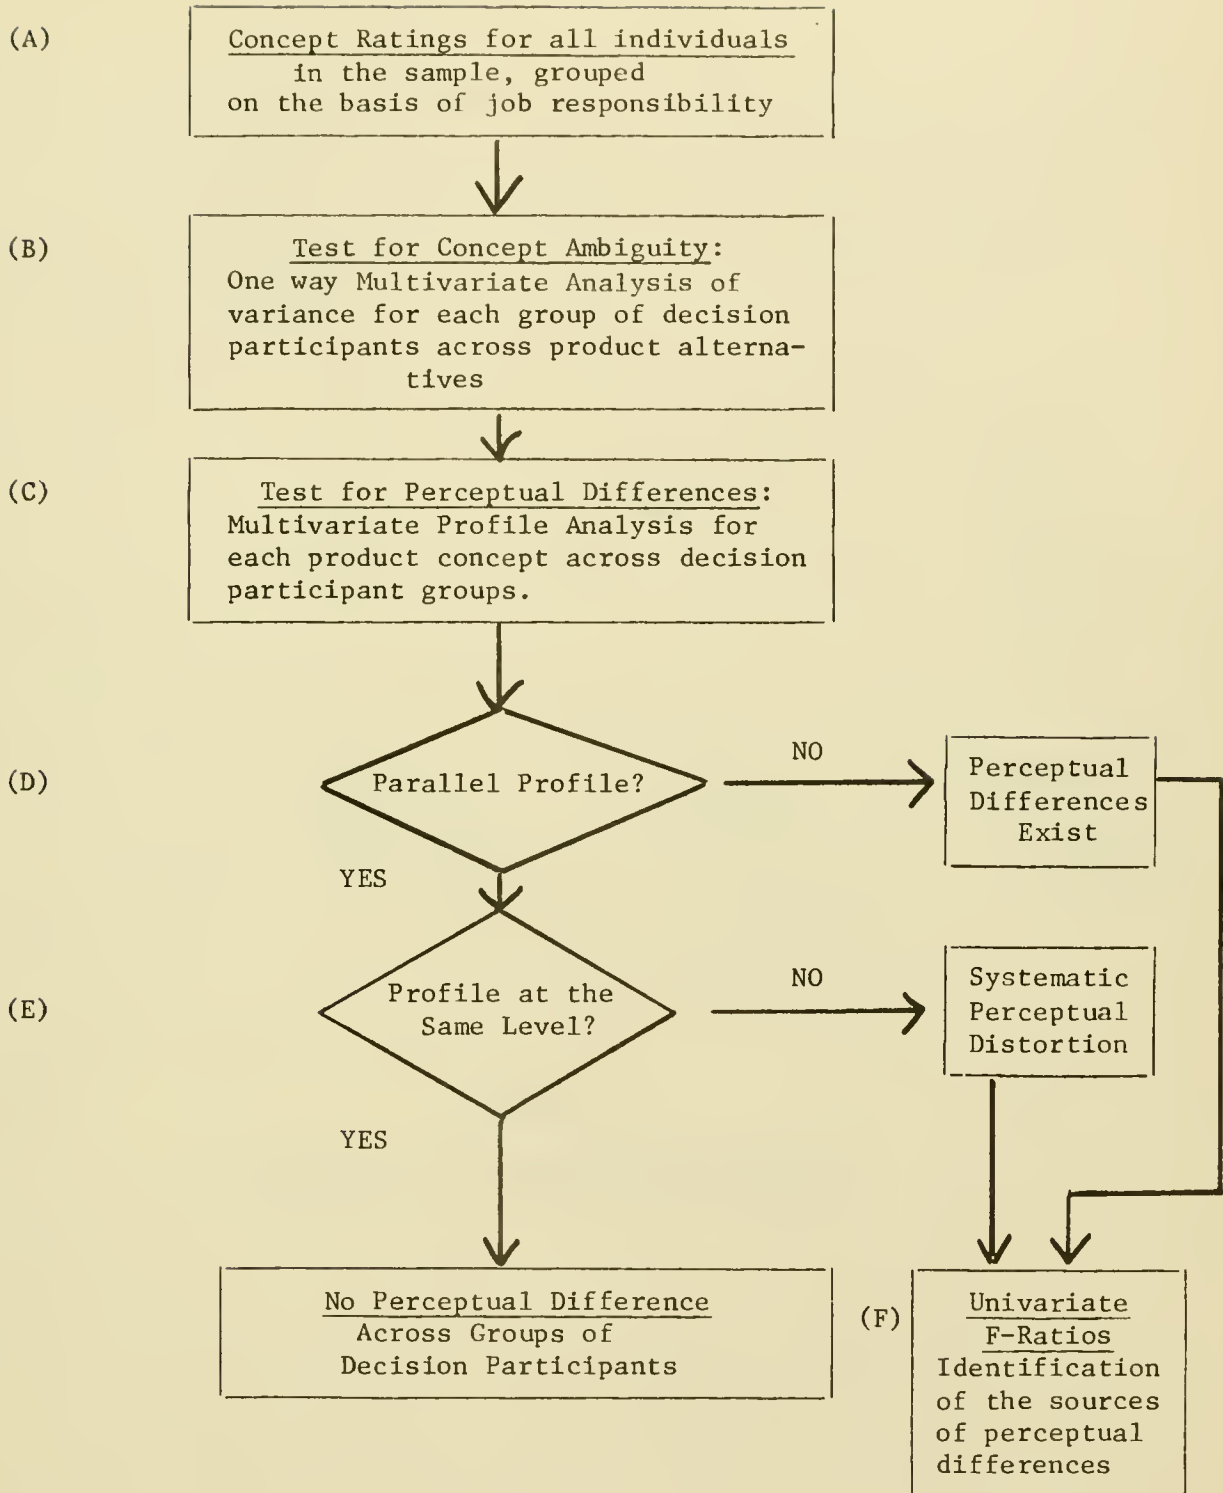 (A)
Concept Ratings for all individuals
in the sample, grouped
on the basis of job responsibility
(B)
Test for Concept Ambiguity:
One way Multivariate Analysis of
variance for each group of decision
participants across product alterna-
tives
(C)
Test for Perceptual Differences:
Multivariate Profile Analysis for
each product concept across decision
participant groups.
(D)
Parallel Profile?
NO
Perceptual
Differences
Exist
YES
(E)
Profile at the
Same Level?
NO
Systematic
Perceptual
Distortion
YES
No Perceptual Difference
Across Groups of
Decision Participants
(F)
Univariate
F-Ratios
Identification
of the sources
of perceptual
differences